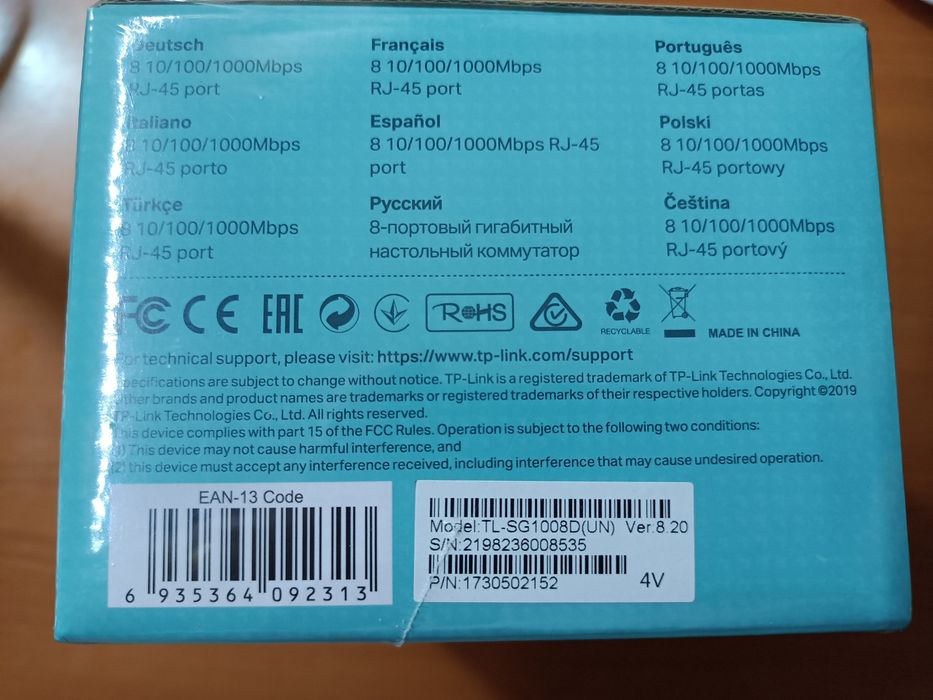 Deutsch
8 10/100/1000Mbps
RJ-45 port
Français
8 10/100/1000Mbps
RJ-45 port
Português
8 10/100/1000Mbps
RJ-45 portas
Italiano
8 10/100/1000Mbps
RJ-45 porto
Español
8 10/100/1000Mbps RJ-45
port
Polski
8 10/100/1000Mbps
RJ-45 portowy
Türkçe
8 10/100/1000Mbps
RJ-45 port
Русский
8-портовый гигабитный
настольный коммутатор
Čeština
8 10/100/1000Mbps
RJ-45 portový
FC CE EAC RoHS
RECYCLABLE
MADE IN CHINA
For technical support, please visit: https://www.tp-link.com/support
Specifications are subject to change without notice. TP-Link is a registered trademark of TP-Link Technologies Co., Ltd.
Other brands and product names are trademarks or registered trademarks of their respective holders. Copyright ©2019
TP-Link Technologies Co., Ltd. All rights reserved.
This device complies with part 15 of the FCC Rules. Operation is subject to the following two conditions:
(1) This device may not cause harmful interference, and
(2) this device must accept any interference received, including interference that may cause undesired operation.
EAN-13 Code
6 935364 092313
Model:TL-SG1008D(UN) Ver:8.20
S/N:2198236008535
P/N:1730502152
4V